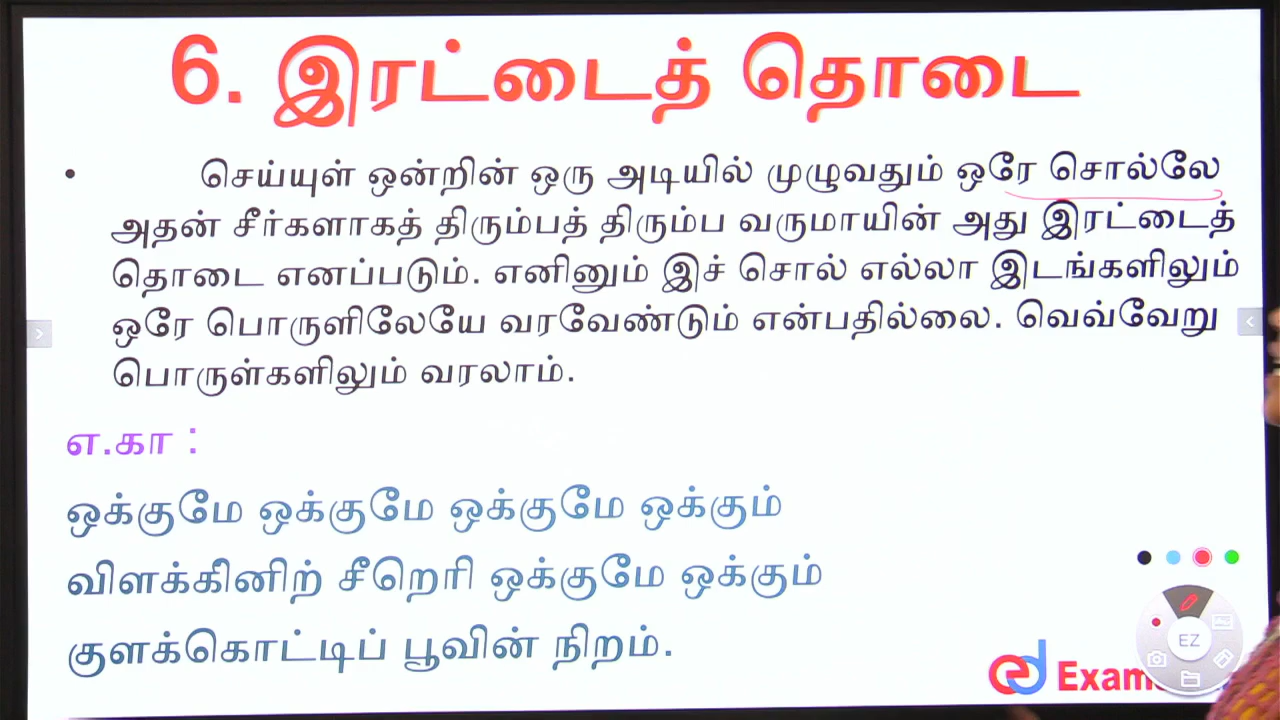 6. இரட்டைத் தொடை
• செய்யுள் ஒன்றின் ஒரு அடியில் முழுவதும் ஒரே சொல்லே
அதன் சீர்களாகத் திரும்பத் திரும்ப வருமாயின் அது இரட்டைத்
தொடை எனப்படும். எனினும் இச் சொல் எல்லா இடங்களிலும்
ஒரே பொருளிலேயே வரவேண்டும் என்பதில்லை. வெவ்வேறு
பொருள்களிலும் வரலாம்.
எ.கா :
ஒக்குமே ஒக்குமே ஒக்குமே ஒக்கும்
விளக்கினிற் சீறெரி ஒக்குமே ஒக்கும்
குளக்கொட்டிப் பூவின் நிறம்.
EZ
ed